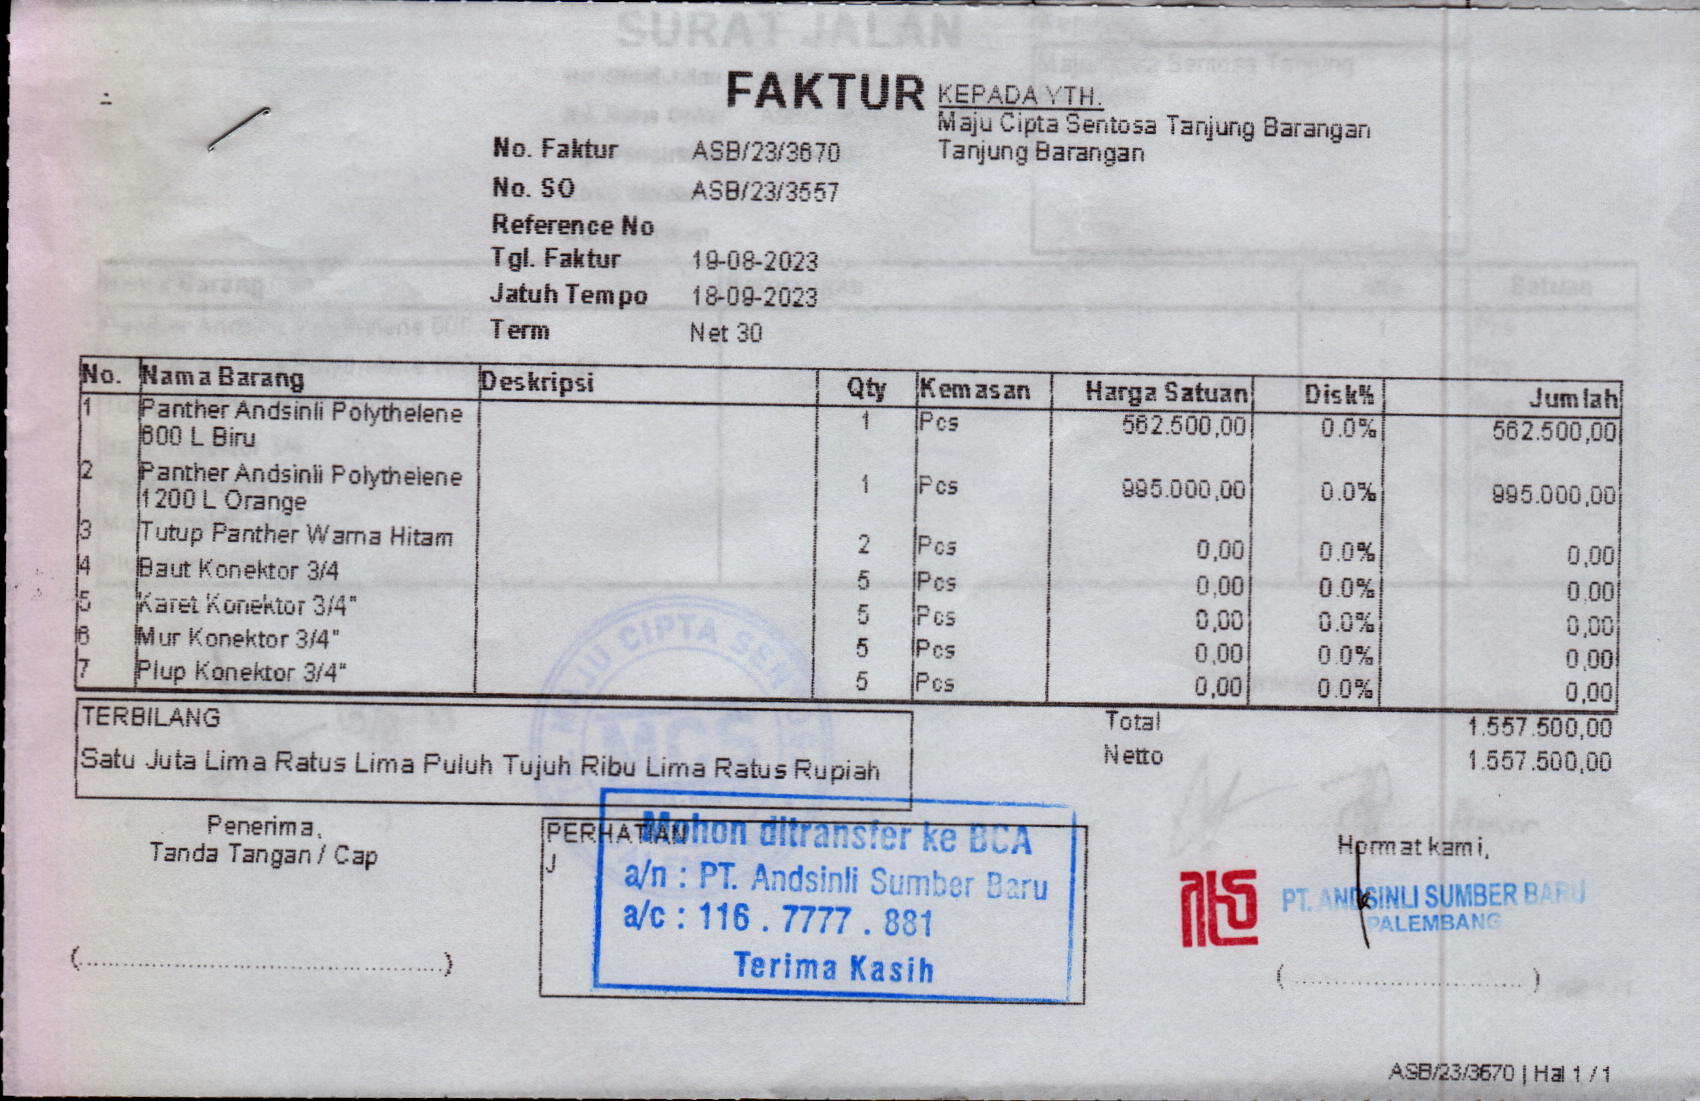 SURAT JALAN
FAKTUR
KEPADA YTH.
Maju Cipta Sentosa Tanjung Barangan
Tanjung Barangan
No. Faktur ASB/23/3670
No. SO ASB/23/3557
Reference No
Tgl. Faktur 19-08-2023
Jatuh Tempo 18-09-2023
Term Net 30
No. Nama Barang Deskripsi Qty Kemasan Harga Satuan Disk% Jumlah
1 Panther Andsinli Polythelene 1 Pcs 562.500,00 0.0% 562.500,00
600 L Biru
2 Panther Andsinli Polythelene 1 Pcs 995.000,00 0.0% 995.000,00
1200 L Orange
3 Tutup Panther Warna Hitam 2 Pcs 0,00 0.0% 0,00
4 Baut Konektor 3/4 5 Pcs 0,00 0.0% 0,00
5 Karet Konektor 3/4" 5 Pcs 0,00 0.0% 0,00
6 Mur Konektor 3/4" 5 Pcs 0,00 0.0% 0,00
7 Plup Konektor 3/4" 5 Pcs 0,00 0.0% 0,00
TERBILANG
Satu Juta Lima Ratus Lima Puluh Tujuh Ribu Lima Ratus Rupiah
Total 1.557.500,00
Netto 1.557.500,00
MAJU CIPTA SENTOSA
MCS
Penerima,
Tanda Tangan / Cap
(........................................)
PERHATIAN
J
Mohon ditransfer ke BCA
a/n : PT. Andsinli Sumber Baru
a/c : 116 . 7777 . 881
Terima Kasih
Hormat kami,
PT. ANDSINLI SUMBER BARU
PALEMBANG
(........................................)
ASB/23/3670 | Hal 1 / 1